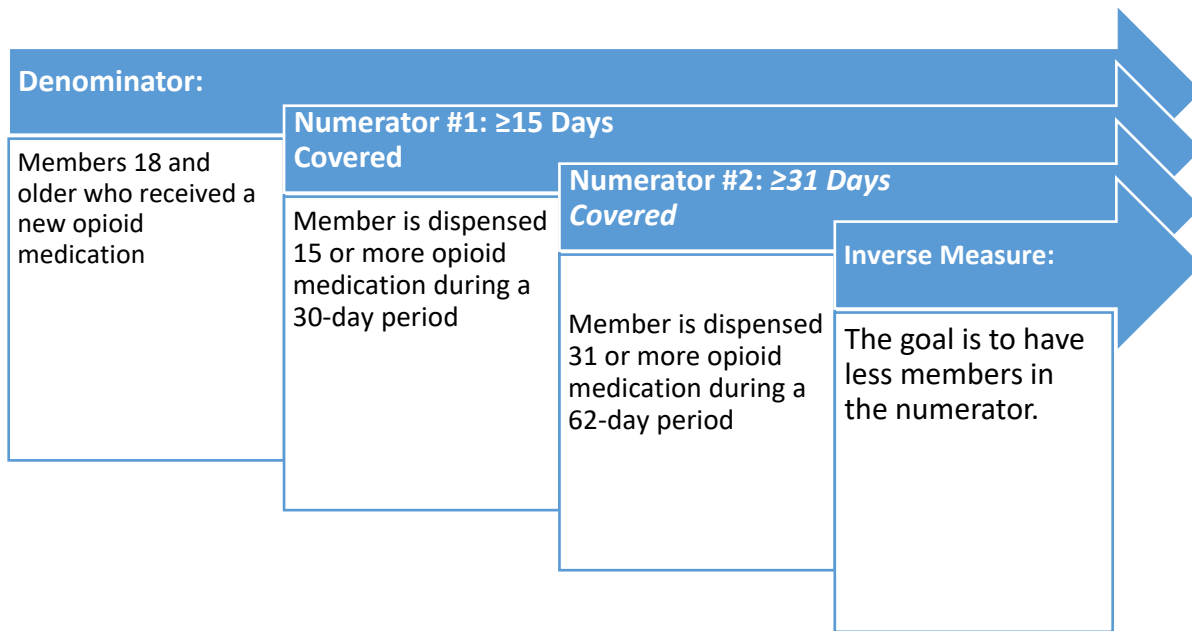 Denominator:
Members 18 and
older who received a
new opioid
medication
Numerator #1: ≥15 Days
Covered
Member is dispensed
15 or more opioid
medication during a
30-day period
Numerator #2: ≥31 Days
Covered
Member is dispensed
31 or more opioid
medication during a
62-day period
Inverse Measure:
The goal is to have
less members in
the numerator.